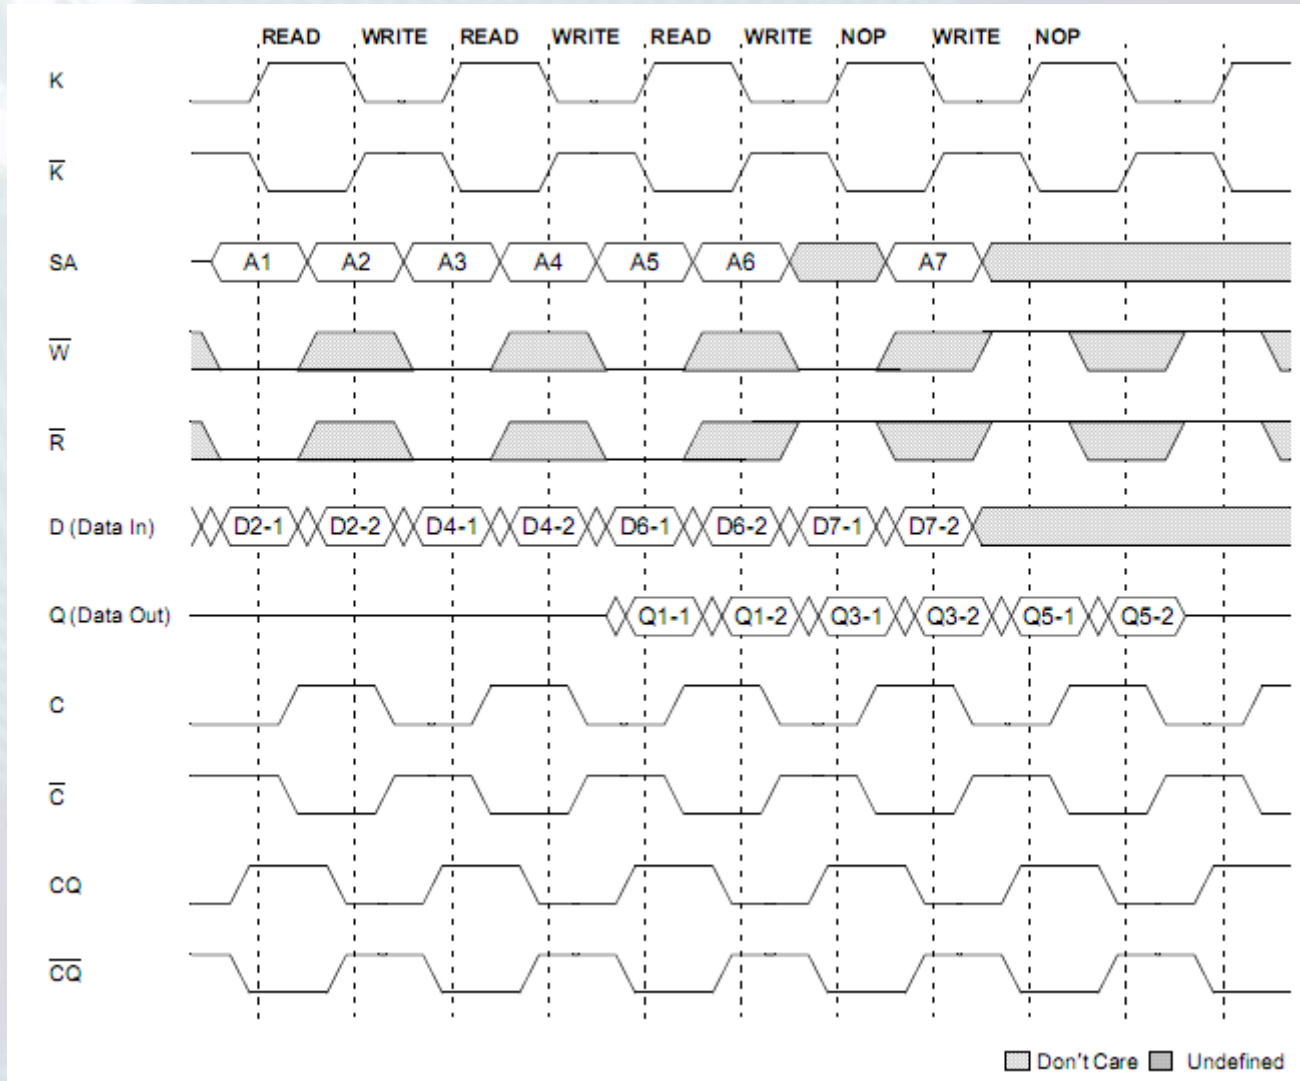 READ WRITE READ WRITE READ WRITE NOP WRITE NOP
K
K̅
SA A1 A2 A3 A4 A5 A6 A7
W̅
R̅
D (Data In) D2-1 D2-2 D4-1 D4-2 D6-1 D6-2 D7-1 D7-2
Q (Data Out) Q1-1 Q1-2 Q3-1 Q3-2 Q5-1 Q5-2
C
C̅
CQ
C̅Q̅
Don't Care Undefined